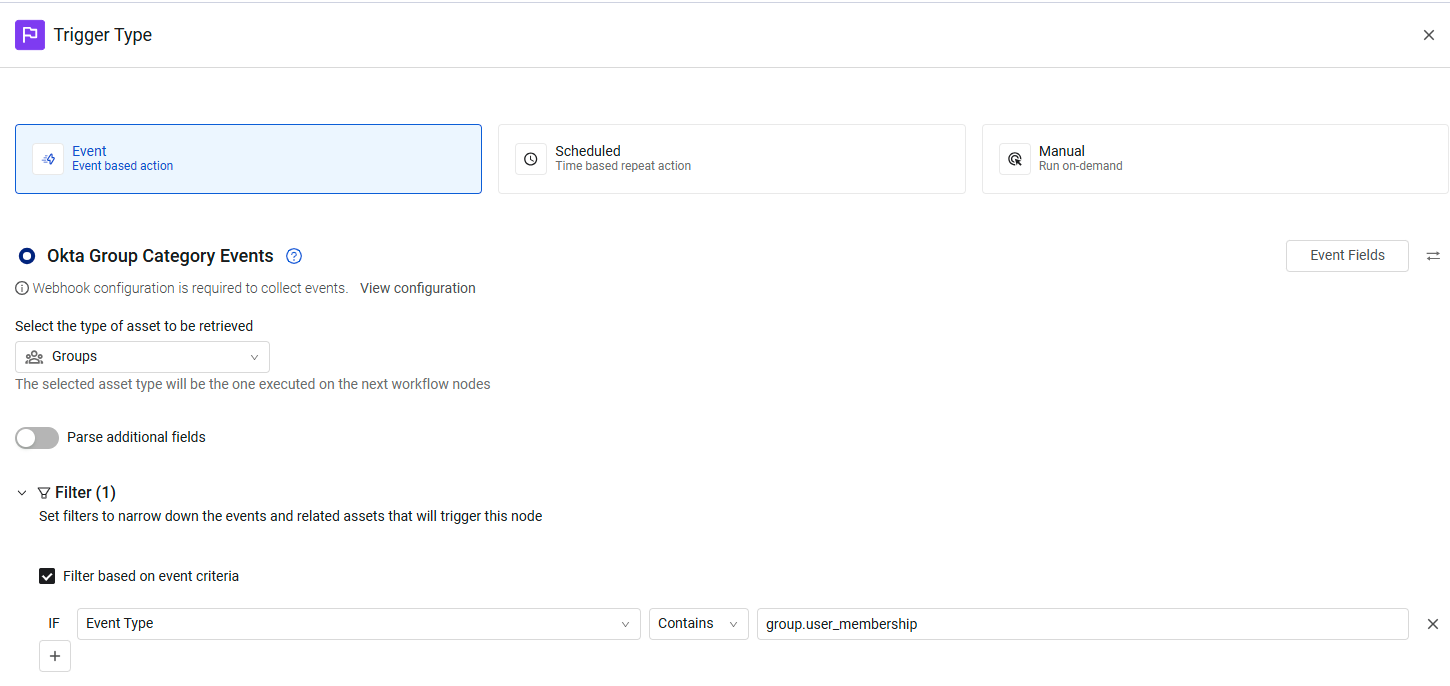 Trigger Type
Event
Event based action
Scheduled
Time based repeat action
Manual
Run on-demand
Okta Group Category Events
Event Fields
Webhook configuration is required to collect events. View configuration
Select the type of asset to be retrieved
Groups
The selected asset type will be the one executed on the next workflow nodes
Parse additional fields
Filter (1)
Set filters to narrow down the events and related assets that will trigger this node
Filter based on event criteria
IF Event Type Contains group.user_membership